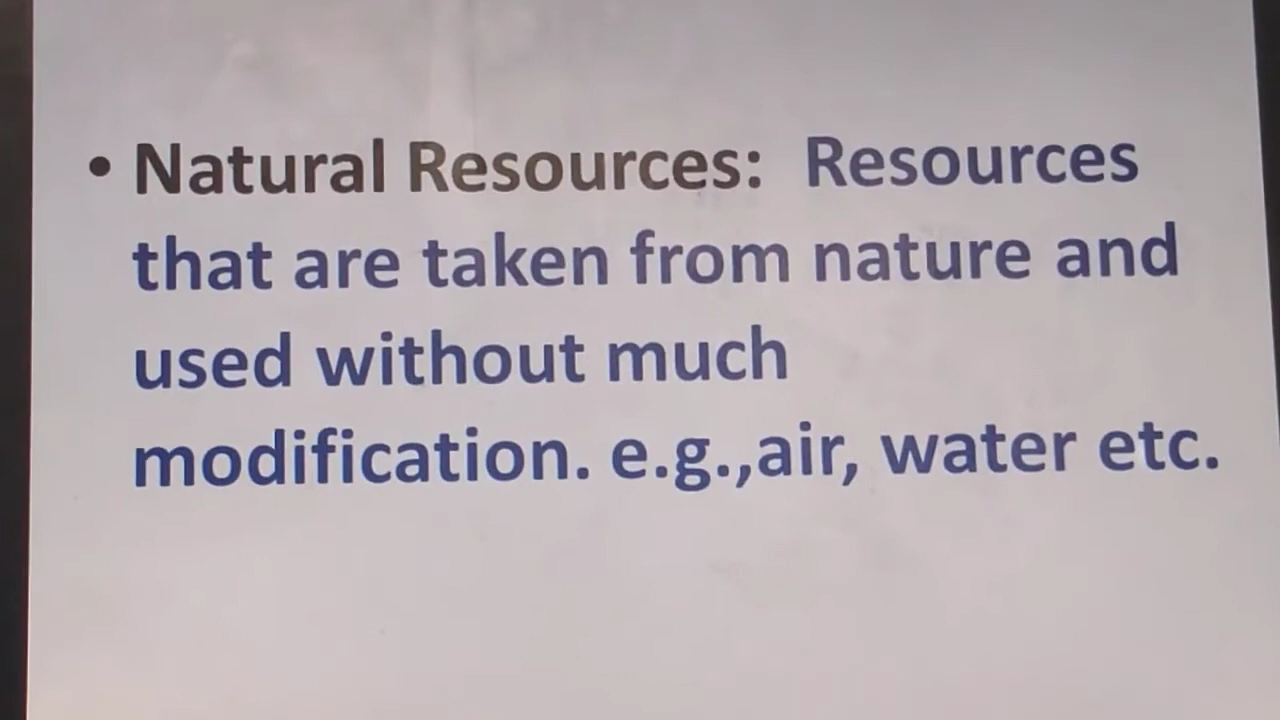 • Natural Resources: Resources
that are taken from nature and
used without much
modification. e.g.,air, water etc.